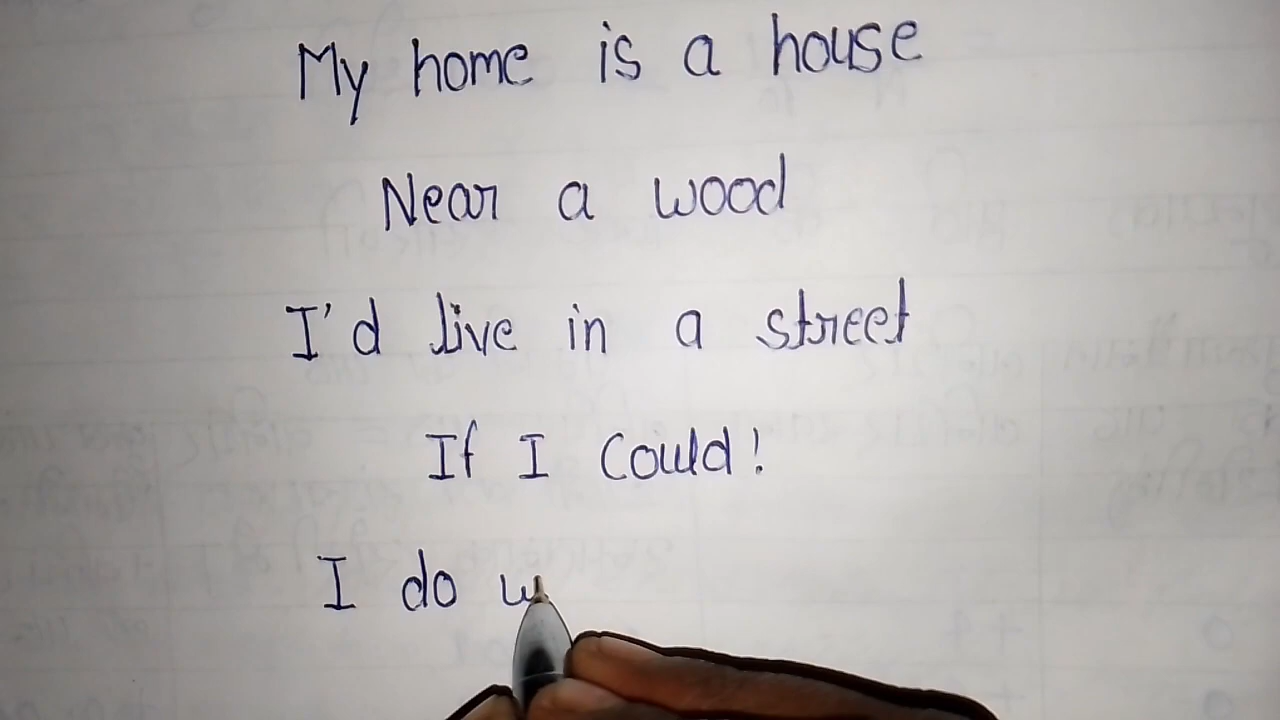 My home is a house
Near a wood
I'd live in a street
If I Could!
I do w